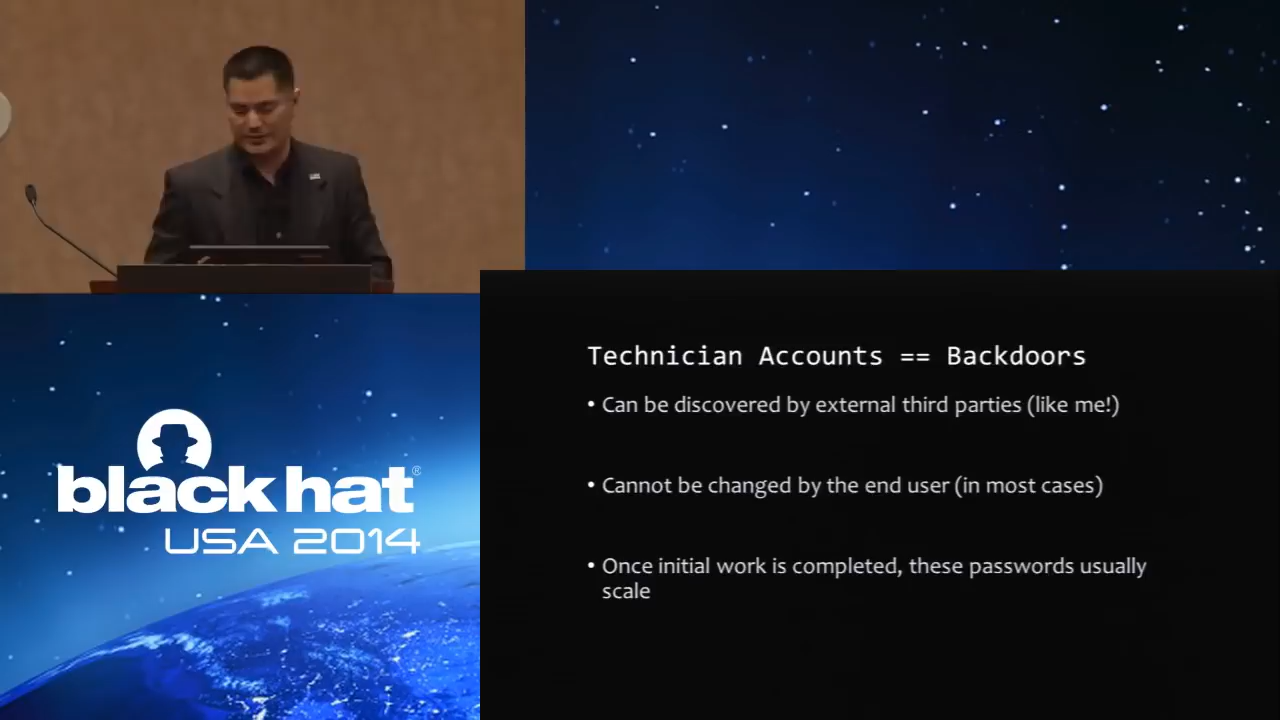 black hat®
USA 2014
Technician Accounts == Backdoors
• Can be discovered by external third parties (like me!)
• Cannot be changed by the end user (in most cases)
• Once initial work is completed, these passwords usually
scale